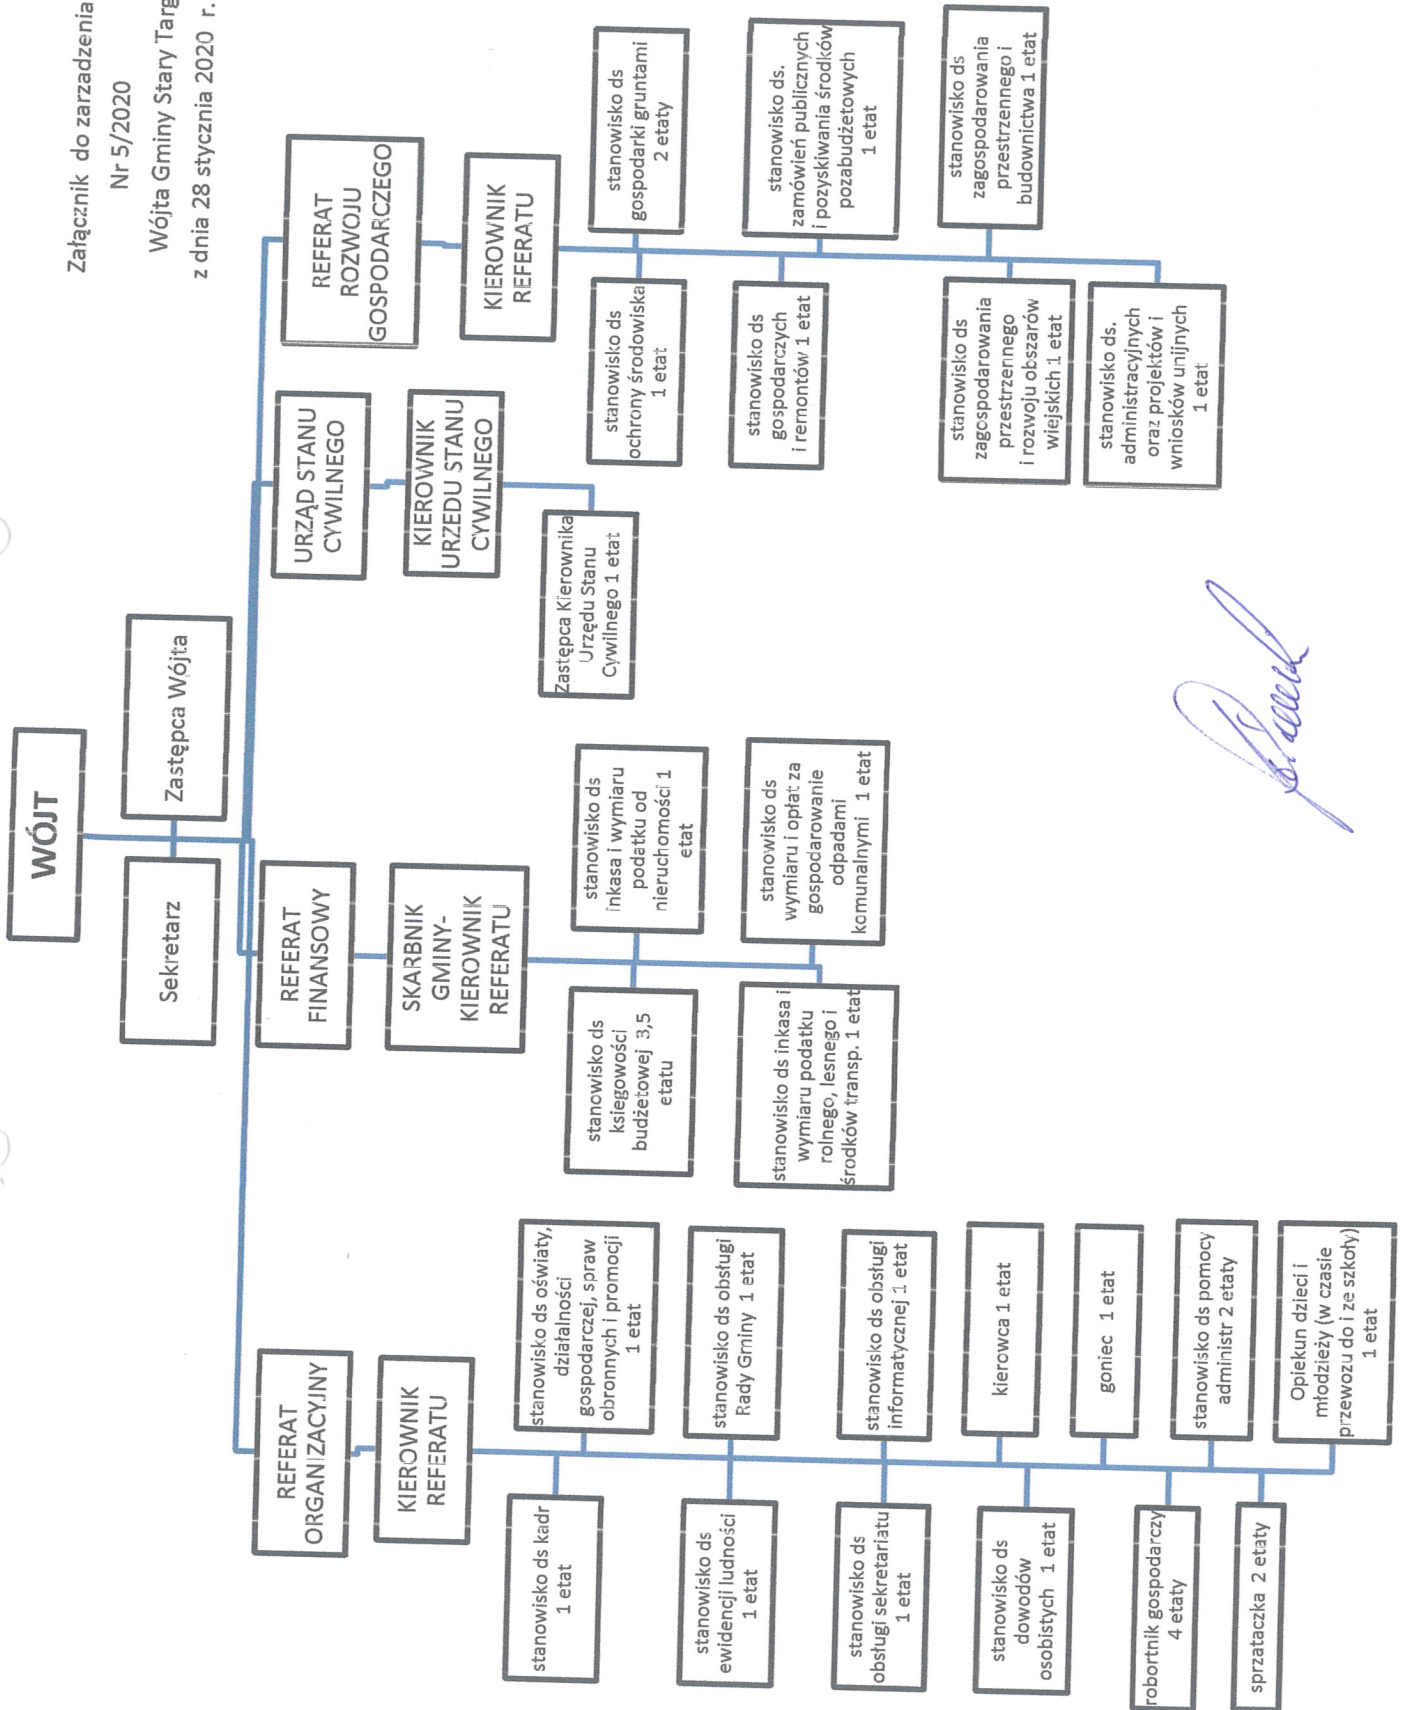 Załącznik do zarzadzenia
Nr 5/2020
Wójta Gminy Stary Targ
z dnia 28 stycznia 2020 r.
WÓJT
Sekretarz
Zastępca Wójta
REFERAT
ORGANIZACYJNY
KIEROWNIK
REFERATU
stanowisko ds kadr
1 etat
stanowisko ds oświaty,
działalności
gospodarczej, spraw
obronnych i promocji
1 etat
stanowisko ds
ewidencji ludności
1 etat
stanowisko ds obsługi
Rady Gminy 1 etat
stanowisko ds
obsługi sekretariatu
1 etat
stanowisko ds obsługi
informatycznej 1 etat
stanowisko ds
dowodów
osobistych 1 etat
kierowca 1 etat
robortnik gospodarczy
4 etaty
goniec 1 etat
sprzataczka 2 etaty
stanowisko ds pomocy
administr 2 etaty
Opiekun dzieci i
młodzieży (w czasie
przewozu do i ze szkoły)
1 etat
REFERAT
FINANSOWY
SKARBNIK
GMINY-
KIEROWNIK
REFERATU
stanowisko ds
ksiegowości
budżetowej 3,5
etatu
stanowisko ds
inkasa i wymiaru
podatku od
nieruchomości 1
etat
stanowisko ds inkasa i
wymiaru podatku
rolnego, lesnego i
środków transp. 1 etat
stanowisko ds
wymiaru i opłat za
gospodarowanie
odpadami
komunalnymi 1 etat
URZĄD STANU
CYWILNEGO
KIEROWNIK
URZEDU STANU
CYWILNEGO
Zastępca Kierownika
Urzędu Stanu
Cywilnego 1 etat
REFERAT
ROZWOJU
GOSPODARCZEGO
KIEROWNIK
REFERATU
stanowisko ds
ochrony środowiska
1 etat
stanowisko ds
gospodarki gruntami
2 etaty
stanowisko ds
gospodarczych
i remontów 1 etat
stanowisko ds.
zamówień publicznych
i pozyskiwania środków
pozabudżetowych
1 etat
stanowisko ds
zagospodarowania
przestrzennego
i rozwoju obszarów
wiejskich 1 etat
stanowisko ds
zagospodarowania
przestrzennego i
budownictwa 1 etat
stanowisko ds.
administracyjnych
oraz projektów i
wniosków unijnych
1 etat